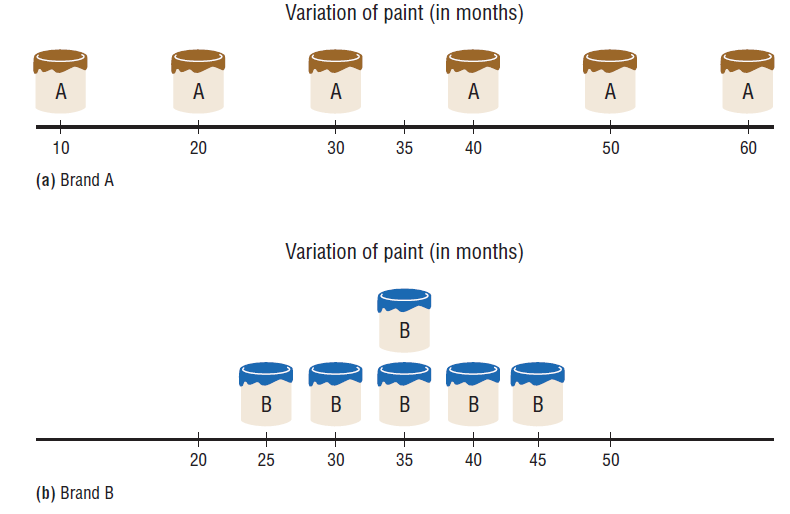 Variation of paint (in months)
A A A A A A
10 20 30 35 40 50 60
(a) Brand A
Variation of paint (in months)
B
B B B B B
20 25 30 35 40 45 50
(b) Brand B